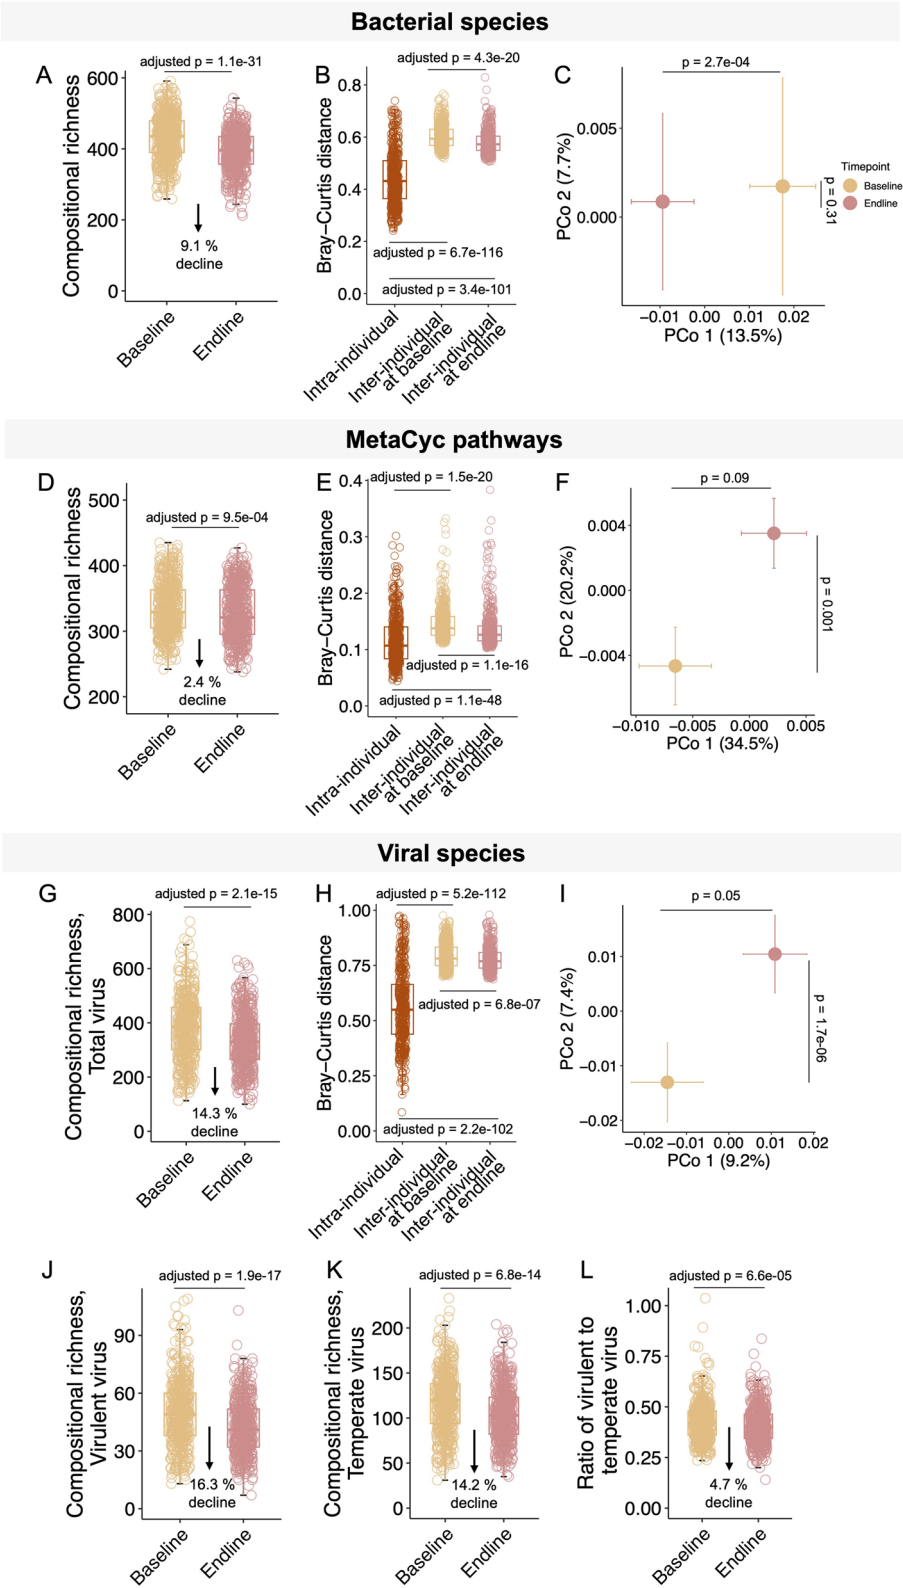 Bacterial species
A
Compositional richness
adjusted p = 1.1e-31
600
400
200
0
9.1 %
decline
Baseline
Endline
B
Bray−Curtis distance
adjusted p = 4.3e-20
0.8
0.6
0.4
0.2
0.0
adjusted p = 6.7e-116
adjusted p = 3.4e-101
Intra-individual
Inter-individual
at baseline
Inter-individual
at endline
C
PCo 2 (7.7%)
p = 2.7e-04
0.005
0.000
p = 0.31
−0.01
0.00
0.01
0.02
PCo 1 (13.5%)
Timepoint
Baseline
Endline
MetaCyc pathways
D
Compositional richness
500
adjusted p = 9.5e-04
400
300
200
2.4 %
decline
Baseline
Endline
E
Bray−Curtis distance
adjusted p = 1.5e-20
0.4
0.3
0.2
0.1
0.0
adjusted p = 1.1e-16
adjusted p = 1.1e-48
Intra-individual
Inter-individual
at baseline
Inter-individual
at endline
F
PCo 2 (20.2%)
p = 0.09
0.004
0.000
−0.004
p = 0.001
−0.010
−0.005
0.000
0.005
PCo 1 (34.5%)
Viral species
G
Compositional richness,
Total virus
adjusted p = 2.1e-15
800
600
400
200
0
14.3 %
decline
Baseline
Endline
H
Bray−Curtis distance
adjusted p = 5.2e-112
1.00
0.75
0.50
0.25
0.00
adjusted p = 6.8e-07
adjusted p = 2.2e-102
Intra-individual
Inter-individual
at baseline
Inter-individual
at endline
I
PCo 2 (7.4%)
p = 0.05
0.01
0.00
−0.01
−0.02
p = 1.7e-06
−0.02
−0.01
0.00
0.01
0.02
PCo 1 (9.2%)
J
Compositional richness,
Virulent virus
adjusted p = 1.9e-17
90
60
30
0
16.3 %
decline
Baseline
Endline
K
Compositional richness,
Temperate virus
adjusted p = 6.8e-14
200
150
100
50
0
14.2 %
decline
Baseline
Endline
L
Ratio of virulent to
temperate virus
adjusted p = 6.6e-05
1.00
0.75
0.50
0.25
0.00
4.7 %
decline
Baseline
Endline